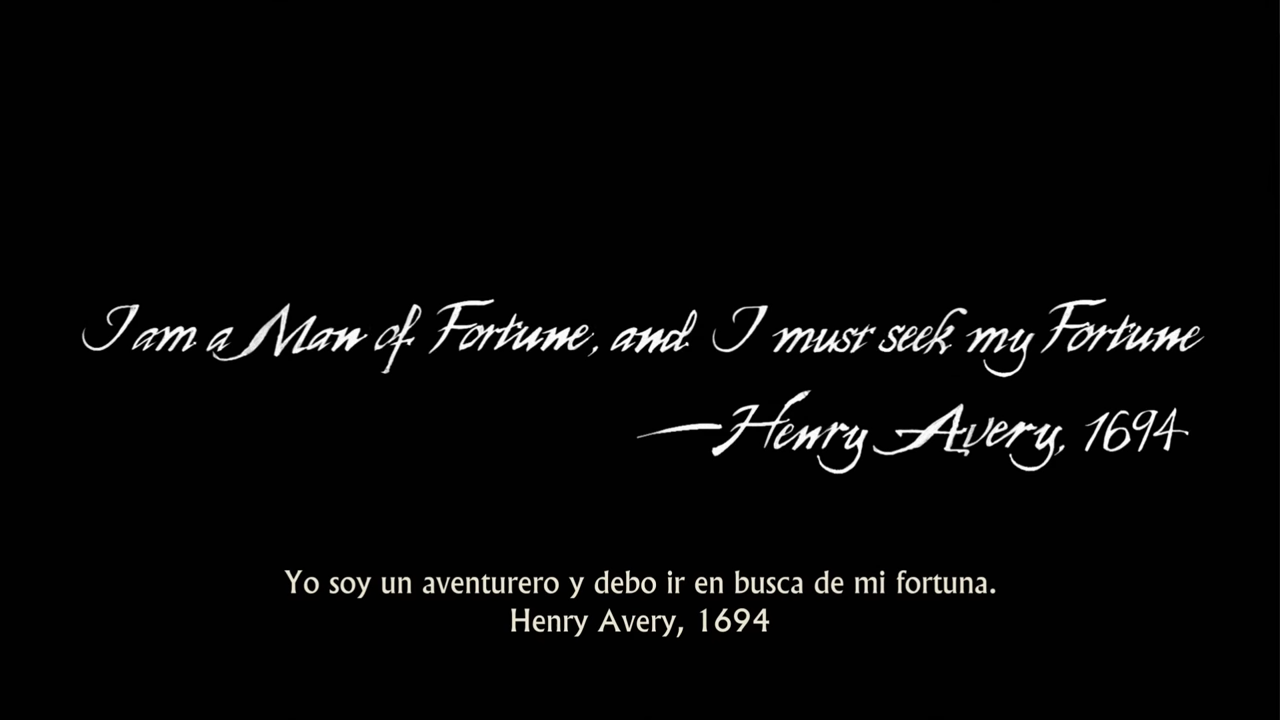 I am a Man of Fortune, and I must seek my Fortune
—Henry Avery, 1694
Yo soy un aventurero y debo ir en busca de mi fortuna.
Henry Avery, 1694